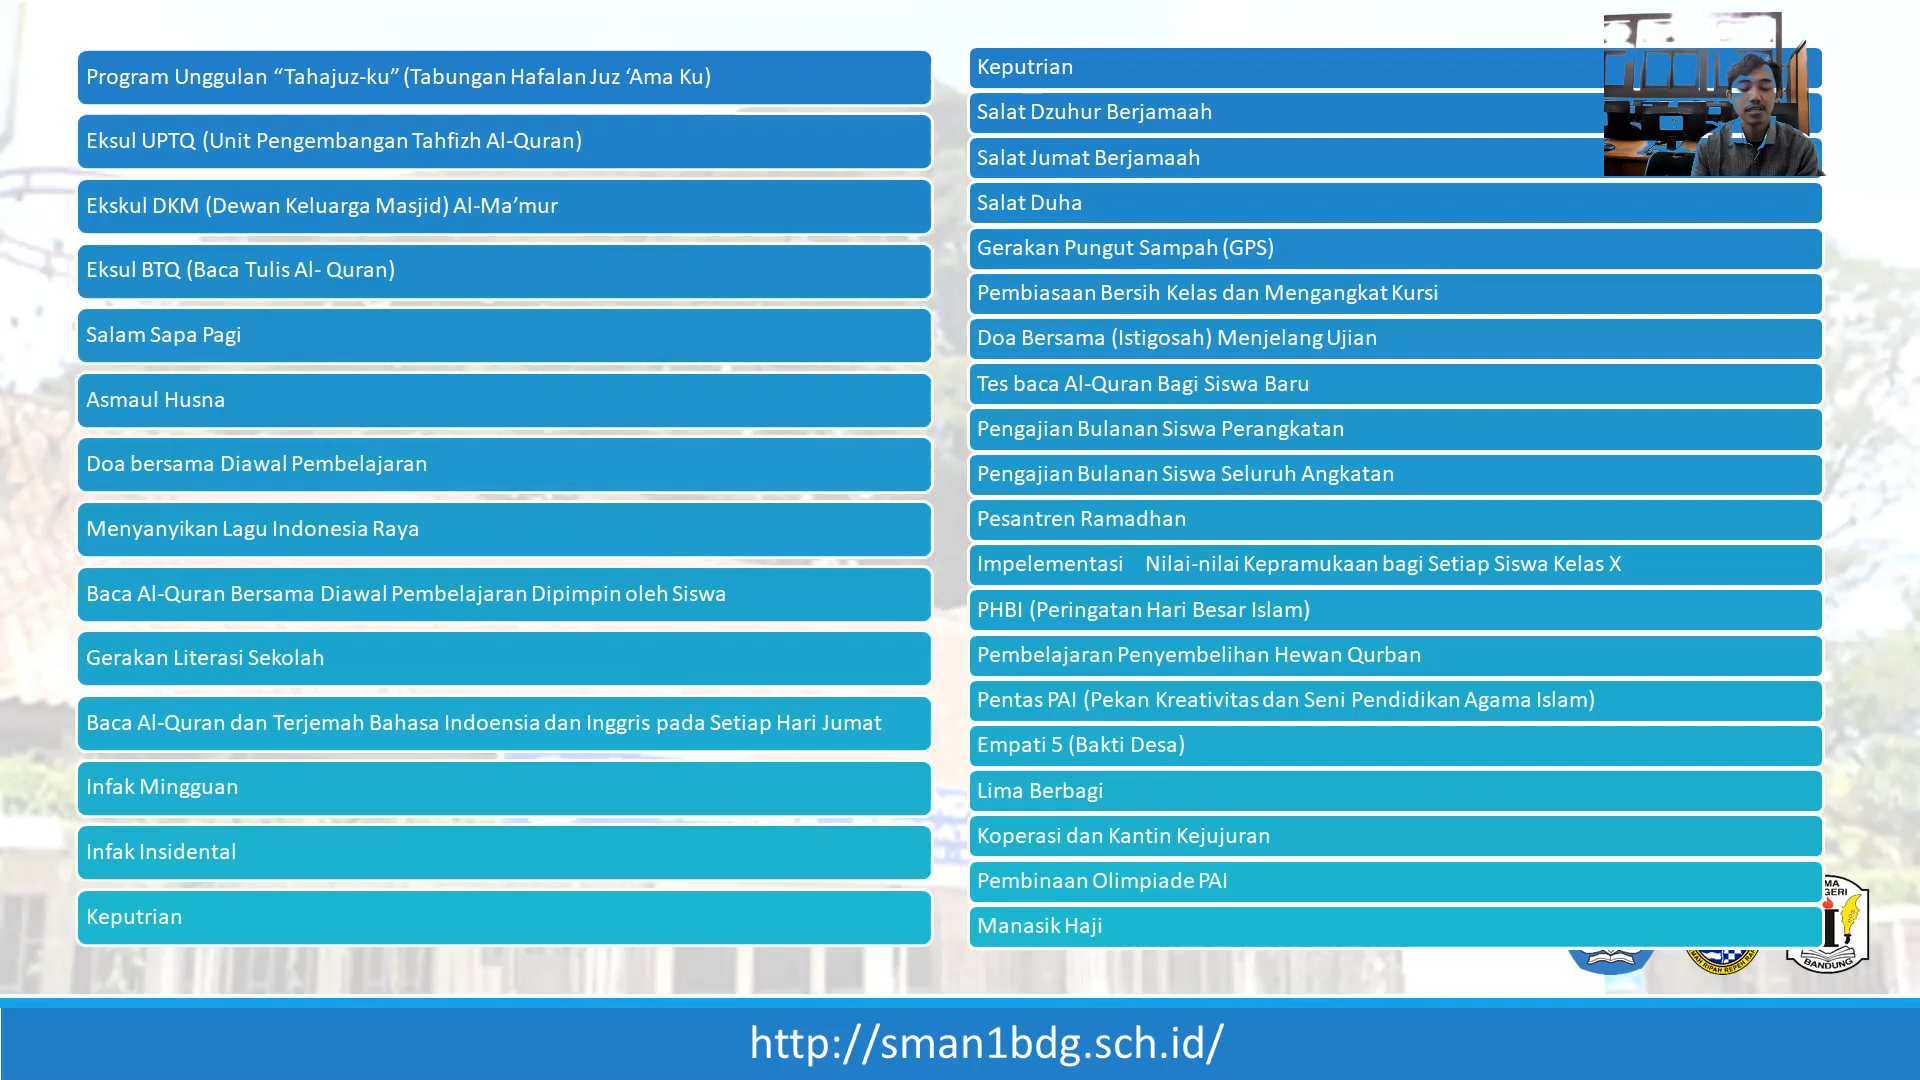 Program Unggulan “Tahajuz-ku” (Tabungan Hafalan Juz ‘Ama Ku)
Eksul UPTQ (Unit Pengembangan Tahfizh Al-Quran)
Ekskul DKM (Dewan Keluarga Masjid) Al-Ma’mur
Eksul BTQ (Baca Tulis Al- Quran)
Salam Sapa Pagi
Asmaul Husna
Doa bersama Diawal Pembelajaran
Menyanyikan Lagu Indonesia Raya
Baca Al-Quran Bersama Diawal Pembelajaran Dipimpin oleh Siswa
Gerakan Literasi Sekolah
Baca Al-Quran dan Terjemah Bahasa Indoensia dan Inggris pada Setiap Hari Jumat
Infak Mingguan
Infak Insidental
Keputrian
Keputrian
Salat Dzuhur Berjamaah
Salat Jumat Berjamaah
Salat Duha
Gerakan Pungut Sampah (GPS)
Pembiasaan Bersih Kelas dan Mengangkat Kursi
Doa Bersama (Istigosah) Menjelang Ujian
Tes baca Al-Quran Bagi Siswa Baru
Pengajian Bulanan Siswa Perangkatan
Pengajian Bulanan Siswa Seluruh Angkatan
Pesantren Ramadhan
Impelementasi Nilai-nilai Kepramukaan bagi Setiap Siswa Kelas X
PHBI (Peringatan Hari Besar Islam)
Pembelajaran Penyembelihan Hewan Qurban
Pentas PAI (Pekan Kreativitas dan Seni Pendidikan Agama Islam)
Empati 5 (Bakti Desa)
Lima Berbagi
Koperasi dan Kantin Kejujuran
Pembinaan Olimpiade PAI
Manasik Haji
BANDUNG
http://sman1bdg.sch.id/